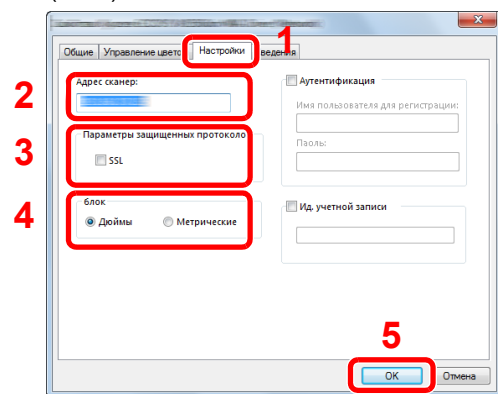 1
Общие Управление цвето Настройки ведения
2
Адрес сканер:
Аутентификация
Имя пользователя для регистрации:
Паоль:
3
Параметры защищенных протоколо
SSL
4
блок
Дюймы Метрические
Ид. учетной записи
5
OK Отмена